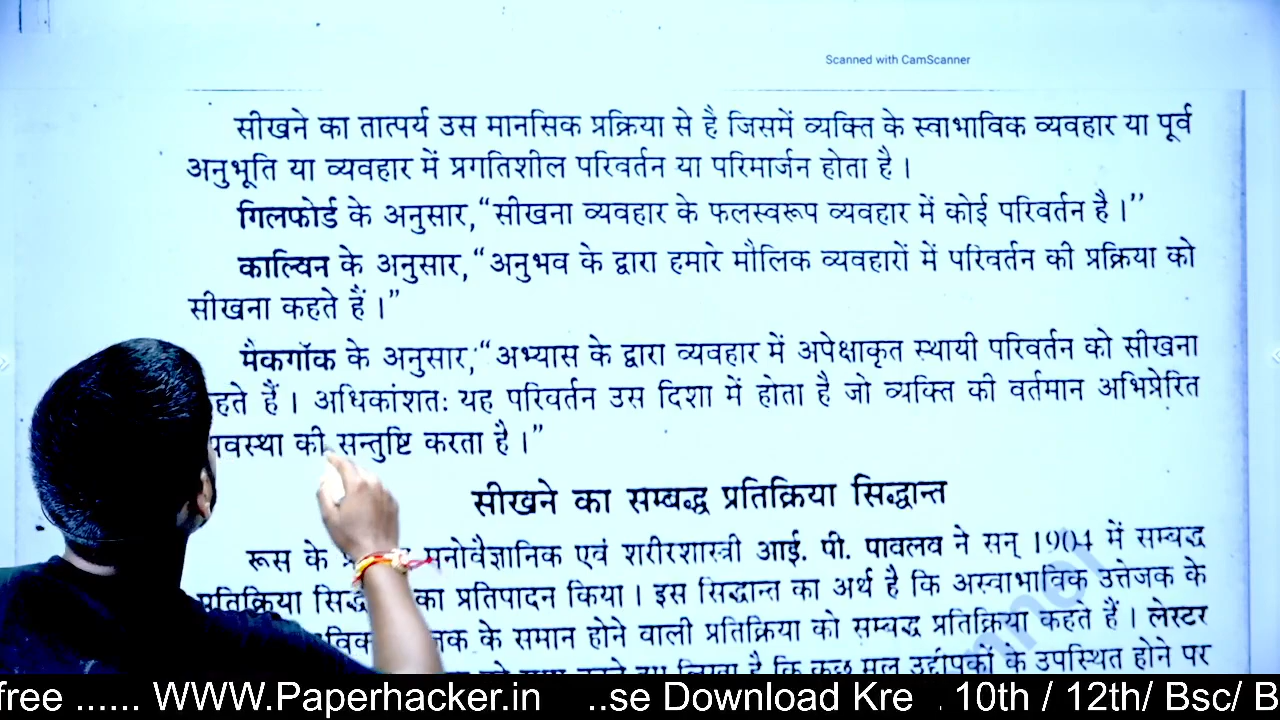 Scanned with CamScanner
सीखने का तात्पर्य उस मानसिक प्रक्रिया से है जिसमें व्यक्ति के स्वाभाविक व्यवहार या पूर्व
अनुभूति या व्यवहार में प्रगतिशील परिवर्तन या परिमार्जन होता है ।
गिलफोर्ड के अनुसार, “सीखना व्यवहार के फलस्वरूप व्यवहार में कोई परिवर्तन है ।’’
काल्विन के अनुसार, “अनुभव के द्वारा हमारे मौलिक व्यवहारों में परिवर्तन की प्रक्रिया को
सीखना कहते हैं ।”
मैकगॉक के अनुसार, “अभ्यास के द्वारा व्यवहार में अपेक्षाकृत स्थायी परिवर्तन को सीखना
हते हैं । अधिकांशतः यह परिवर्तन उस दिशा में होता है जो व्यक्ति की वर्तमान अभिप्रेरित
वस्था की सन्तुष्टि करता है ।”
सीखने का सम्बद्ध प्रतिक्रिया सिद्धान्त
रूस के मनोवैज्ञानिक एवं शरीरशास्त्री आई. पी. पावलव ने सन् 1904 में सम्बद्ध
प्रतिक्रिया का प्रतिपादन किया । इस सिद्धान्त का अर्थ है कि अस्वाभाविक उत्तेजक के
के समान होने वाली प्रतिक्रिया को सम्बद्ध प्रतिक्रिया कहते हैं । लेस्टर
है कि कुछ मूल उद्दीपकों के उपस्थित होने पर
free ...... WWW.Paperhacker.in ..se Download Kre . 10th / 12th/ Bsc/ B